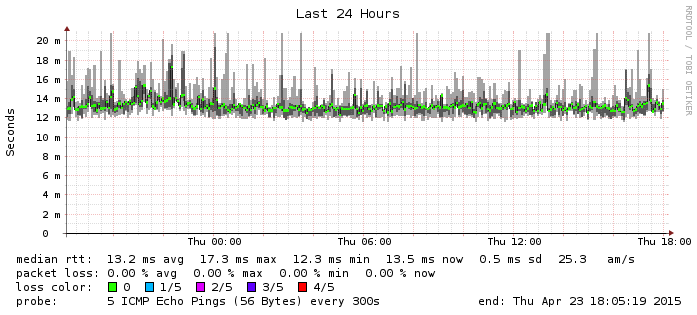 Last 24 Hours
RRDTOOL / TOBI OETIKER
Seconds
20 m
18 m
16 m
14 m
12 m
10 m
8 m
6 m
4 m
2 m
0
Thu 00:00 Thu 06:00 Thu 12:00 Thu 18:00
median rtt: 13.2 ms avg 17.3 ms max 12.3 ms min 13.5 ms now 0.5 ms sd 25.3 am/s
packet loss: 0.00 % avg 0.00 % max 0.00 % min 0.00 % now
loss color: 0 1/5 2/5 3/5 4/5
probe: 5 ICMP Echo Pings (56 Bytes) every 300s end: Thu Apr 23 18:05:19 2015